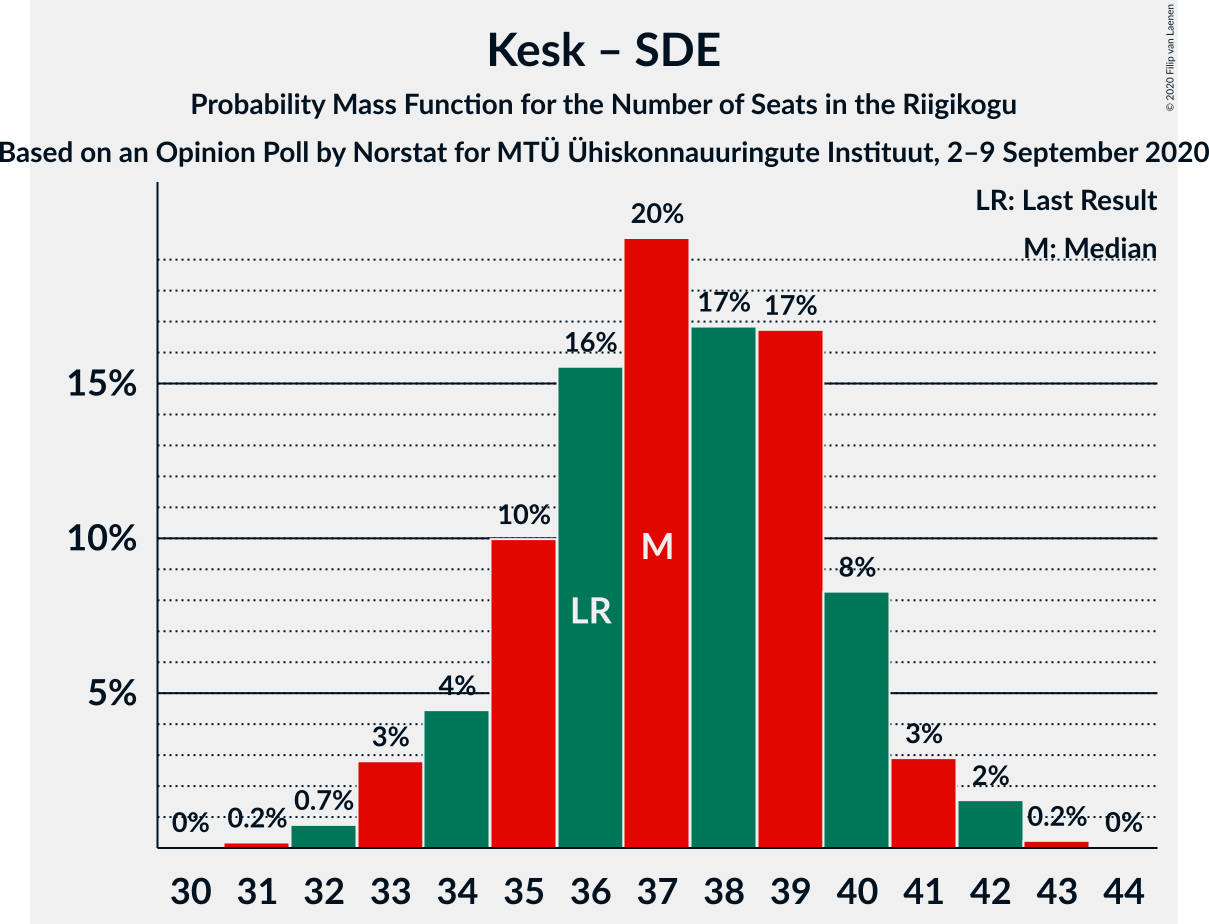 Kesk – SDE
Probability Mass Function for the Number of Seats in the Riigikogu
Based on an Opinion Poll by Norstat for MTÜ Ühiskonnauuringute Instituut, 2–9 September 2020
© 2020 Filip van Laenen
LR: Last Result
M: Median
20%
17%
17%
16%
15%
10%
10%
M
8%
LR
5%
4%
3%
3%
2%
0.7%
0%
0.2%
0.2%
0%
30 31 32 33 34 35 36 37 38 39 40 41 42 43 44